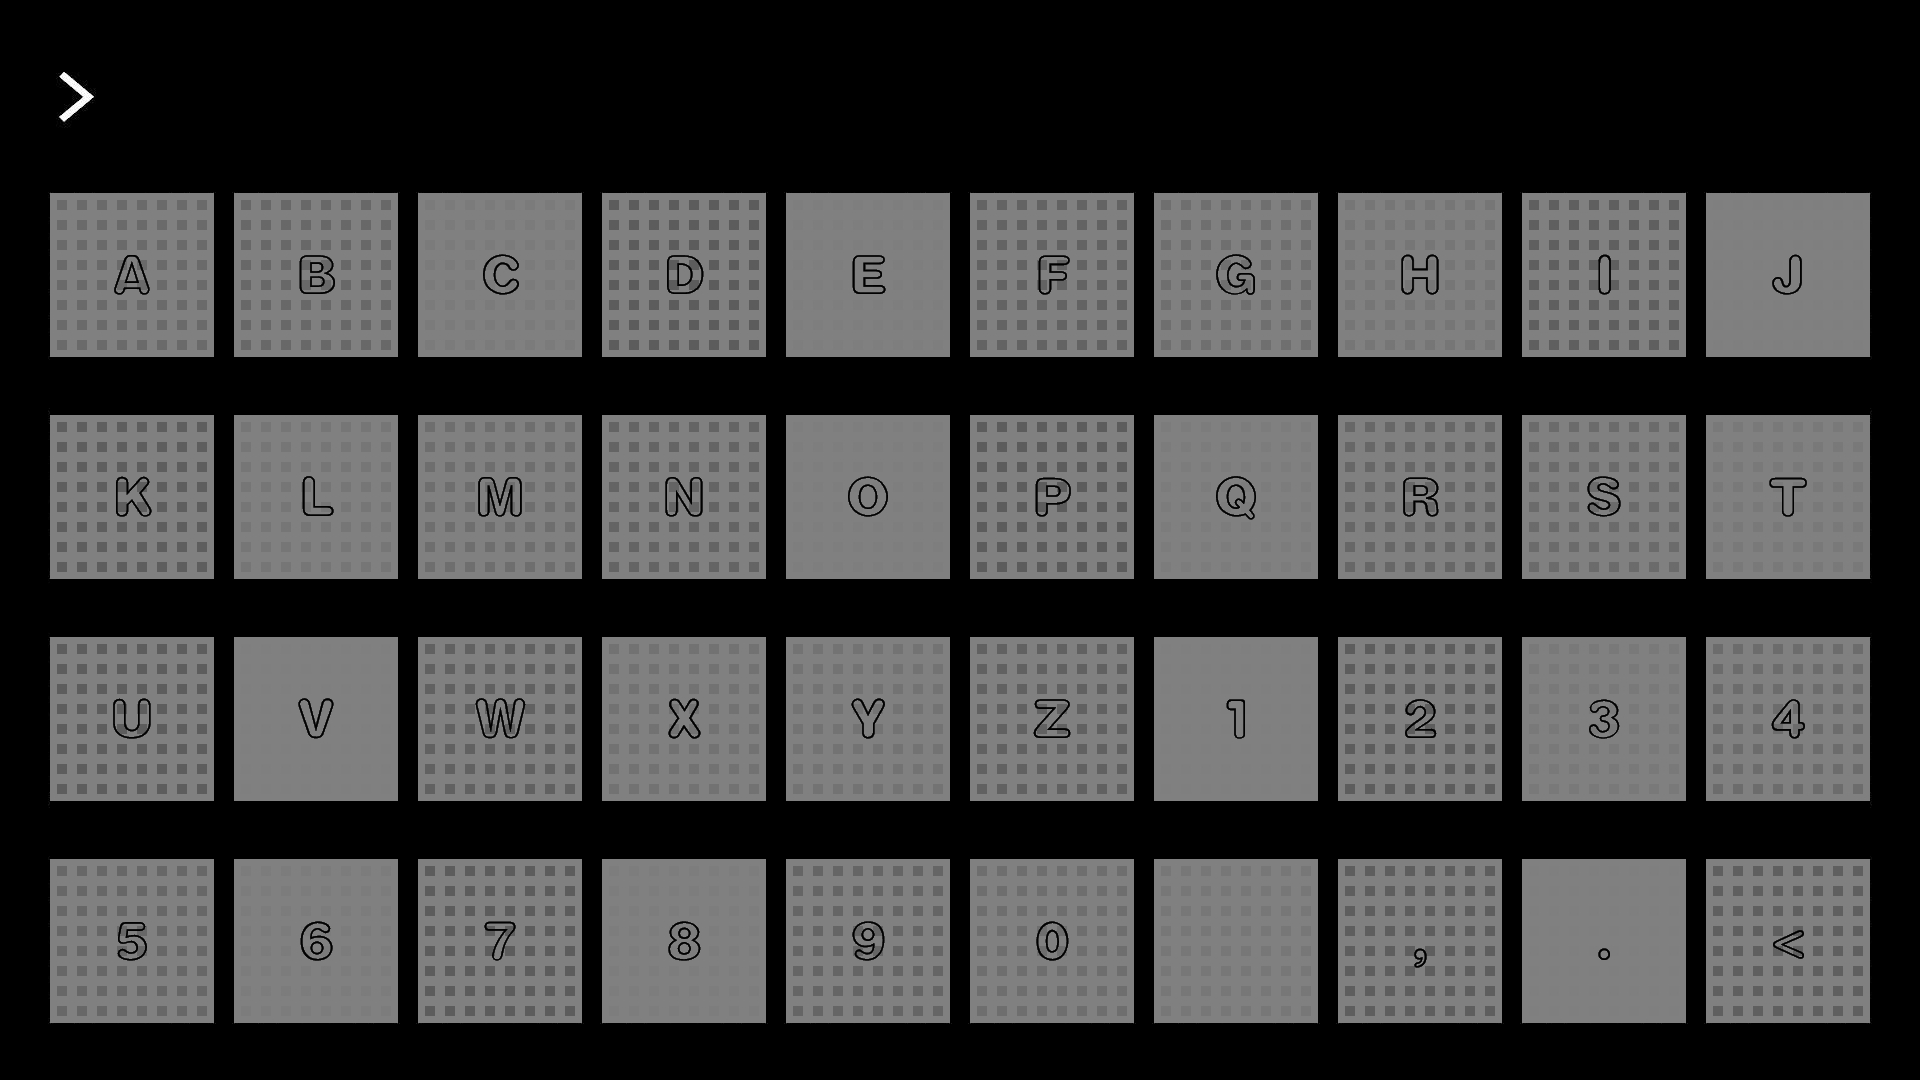 >
A B C D E F G H I J
K L M N O P Q R S T
U V W X Y Z 1 2 3 4
5 6 7 8 9 0 , . <